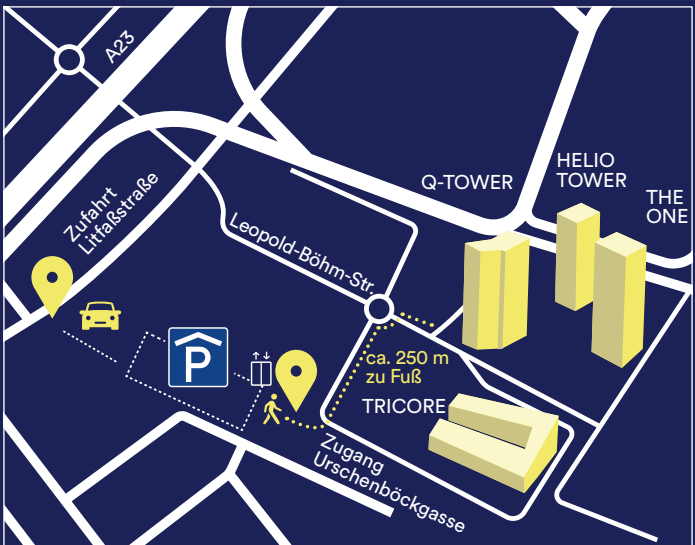 A23
Zufahrt
Litfaßstraße
Leopold-Böhm-Str.
Q-TOWER
HELIO
TOWER
THE
ONE
P
ca. 250 m
zu Fuß
TRICORE
Zugang
Urschenböckgasse